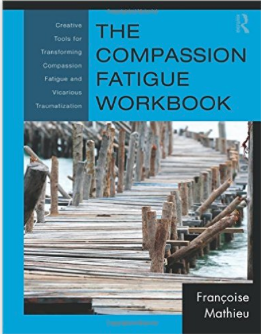 Creative
Tools for
Transforming
Compassion
Fatigue and
Vicarious
Traumatization
THE
COMPASSION
FATIGUE
WORKBOOK
Françoise
Mathieu